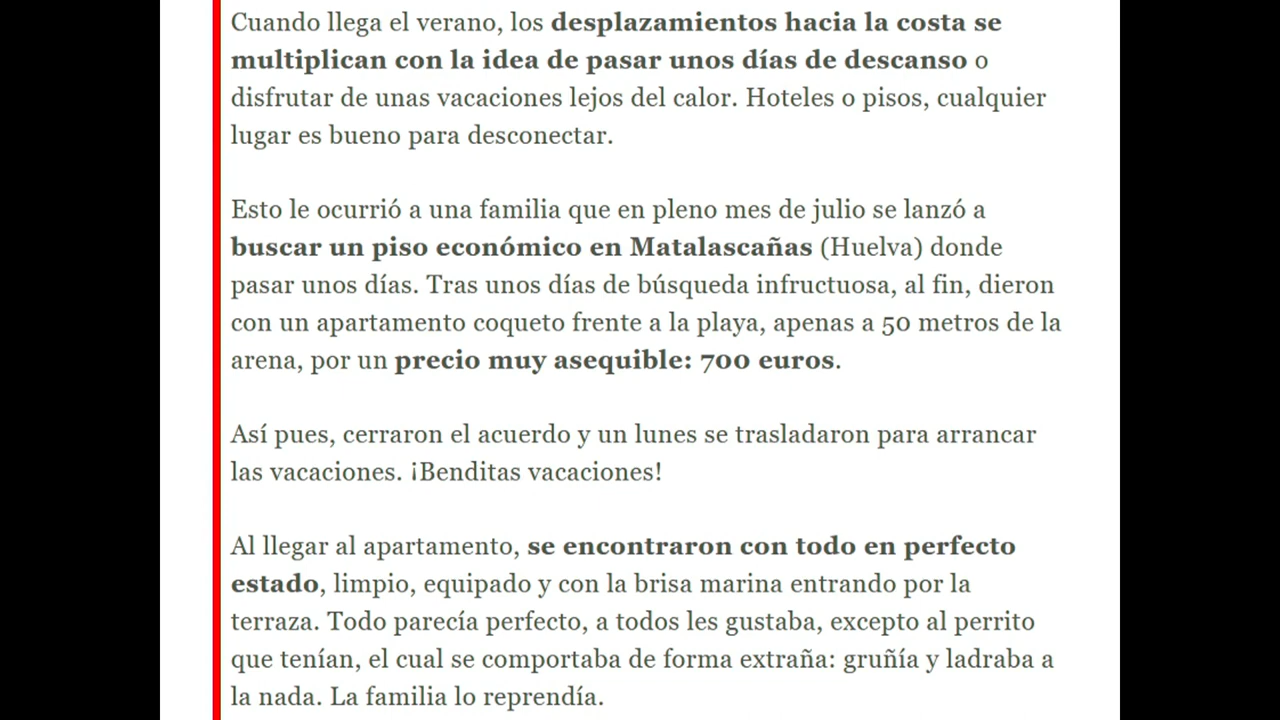 Cuando llega el verano, los desplazamientos hacia la costa se
multiplican con la idea de pasar unos días de descanso o
disfrutar de unas vacaciones lejos del calor. Hoteles o pisos, cualquier
lugar es bueno para desconectar.
Esto le ocurrió a una familia que en pleno mes de julio se lanzó a
buscar un piso económico en Matalascañas (Huelva) donde
pasar unos días. Tras unos días de búsqueda infructuosa, al fin, dieron
con un apartamento coqueto frente a la playa, apenas a 50 metros de la
arena, por un precio muy asequible: 700 euros.
Así pues, cerraron el acuerdo y un lunes se trasladaron para arrancar
las vacaciones. ¡Benditas vacaciones!
Al llegar al apartamento, se encontraron con todo en perfecto
estado, limpio, equipado y con la brisa marina entrando por la
terraza. Todo parecía perfecto, a todos les gustaba, excepto al perrito
que tenían, el cual se comportaba de forma extraña: gruñía y ladraba a
la nada. La familia lo reprendía.